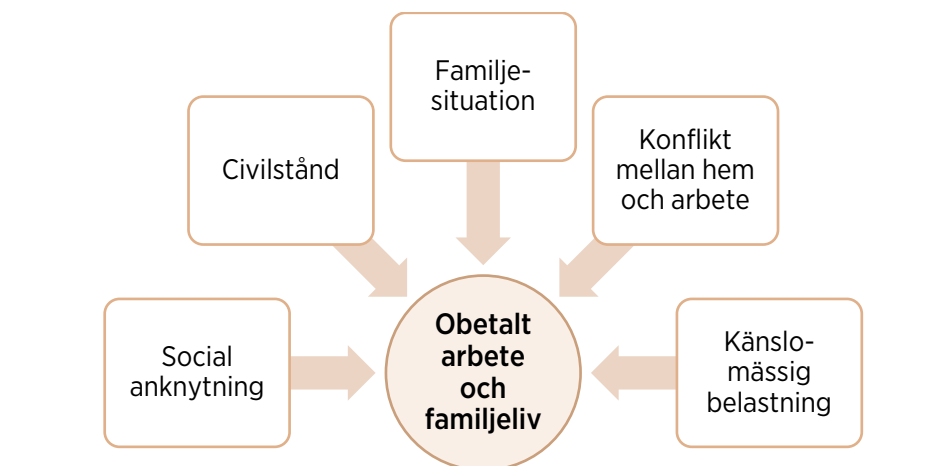 Familje-
situation
Civilstånd
Konflikt
mellan hem
och arbete
Social
anknytning
Obetalt
arbete
och
familjeliv
Känslo-
mässig
belastning